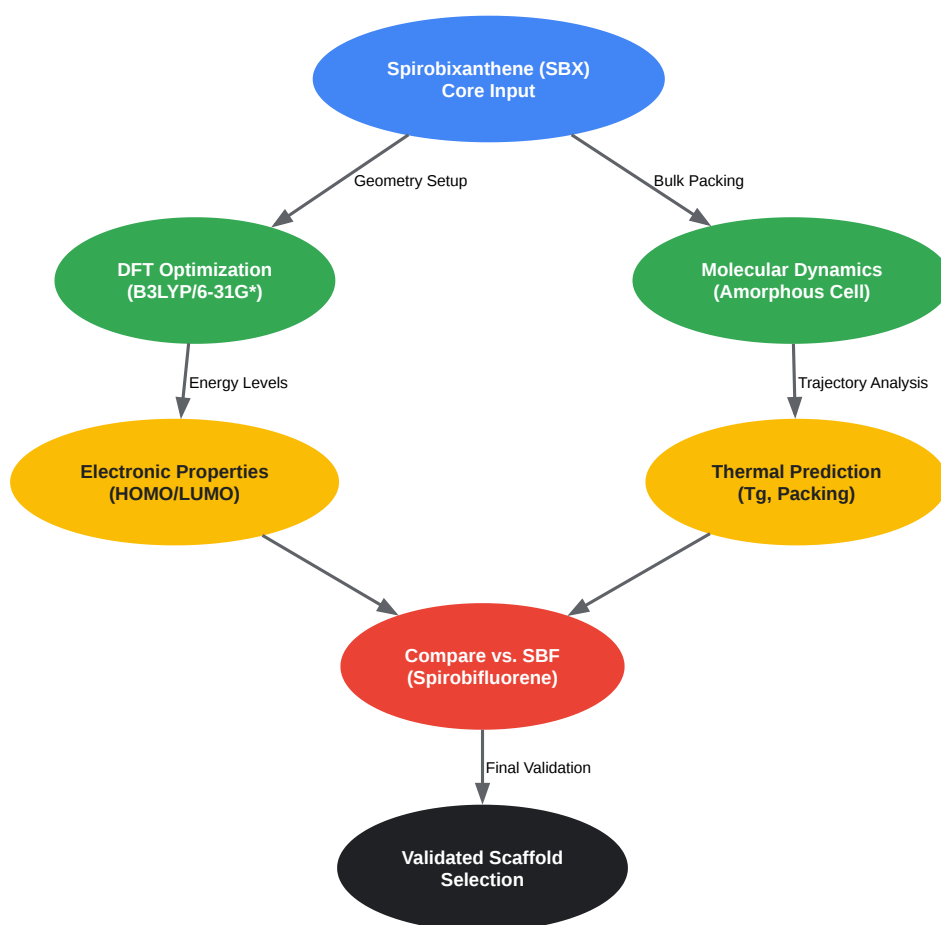 Spirobixanthene (SBX)
Core Input
Geometry Setup
Bulk Packing
DFT Optimization
(B3LYP/6-31G*)
Molecular Dynamics
(Amorphous Cell)
Energy Levels
Trajectory Analysis
Electronic Properties
(HOMO/LUMO)
Thermal Prediction
(Tg, Packing)
Compare vs. SBF
(Spirobifluorene)
Final Validation
Validated Scaffold
Selection